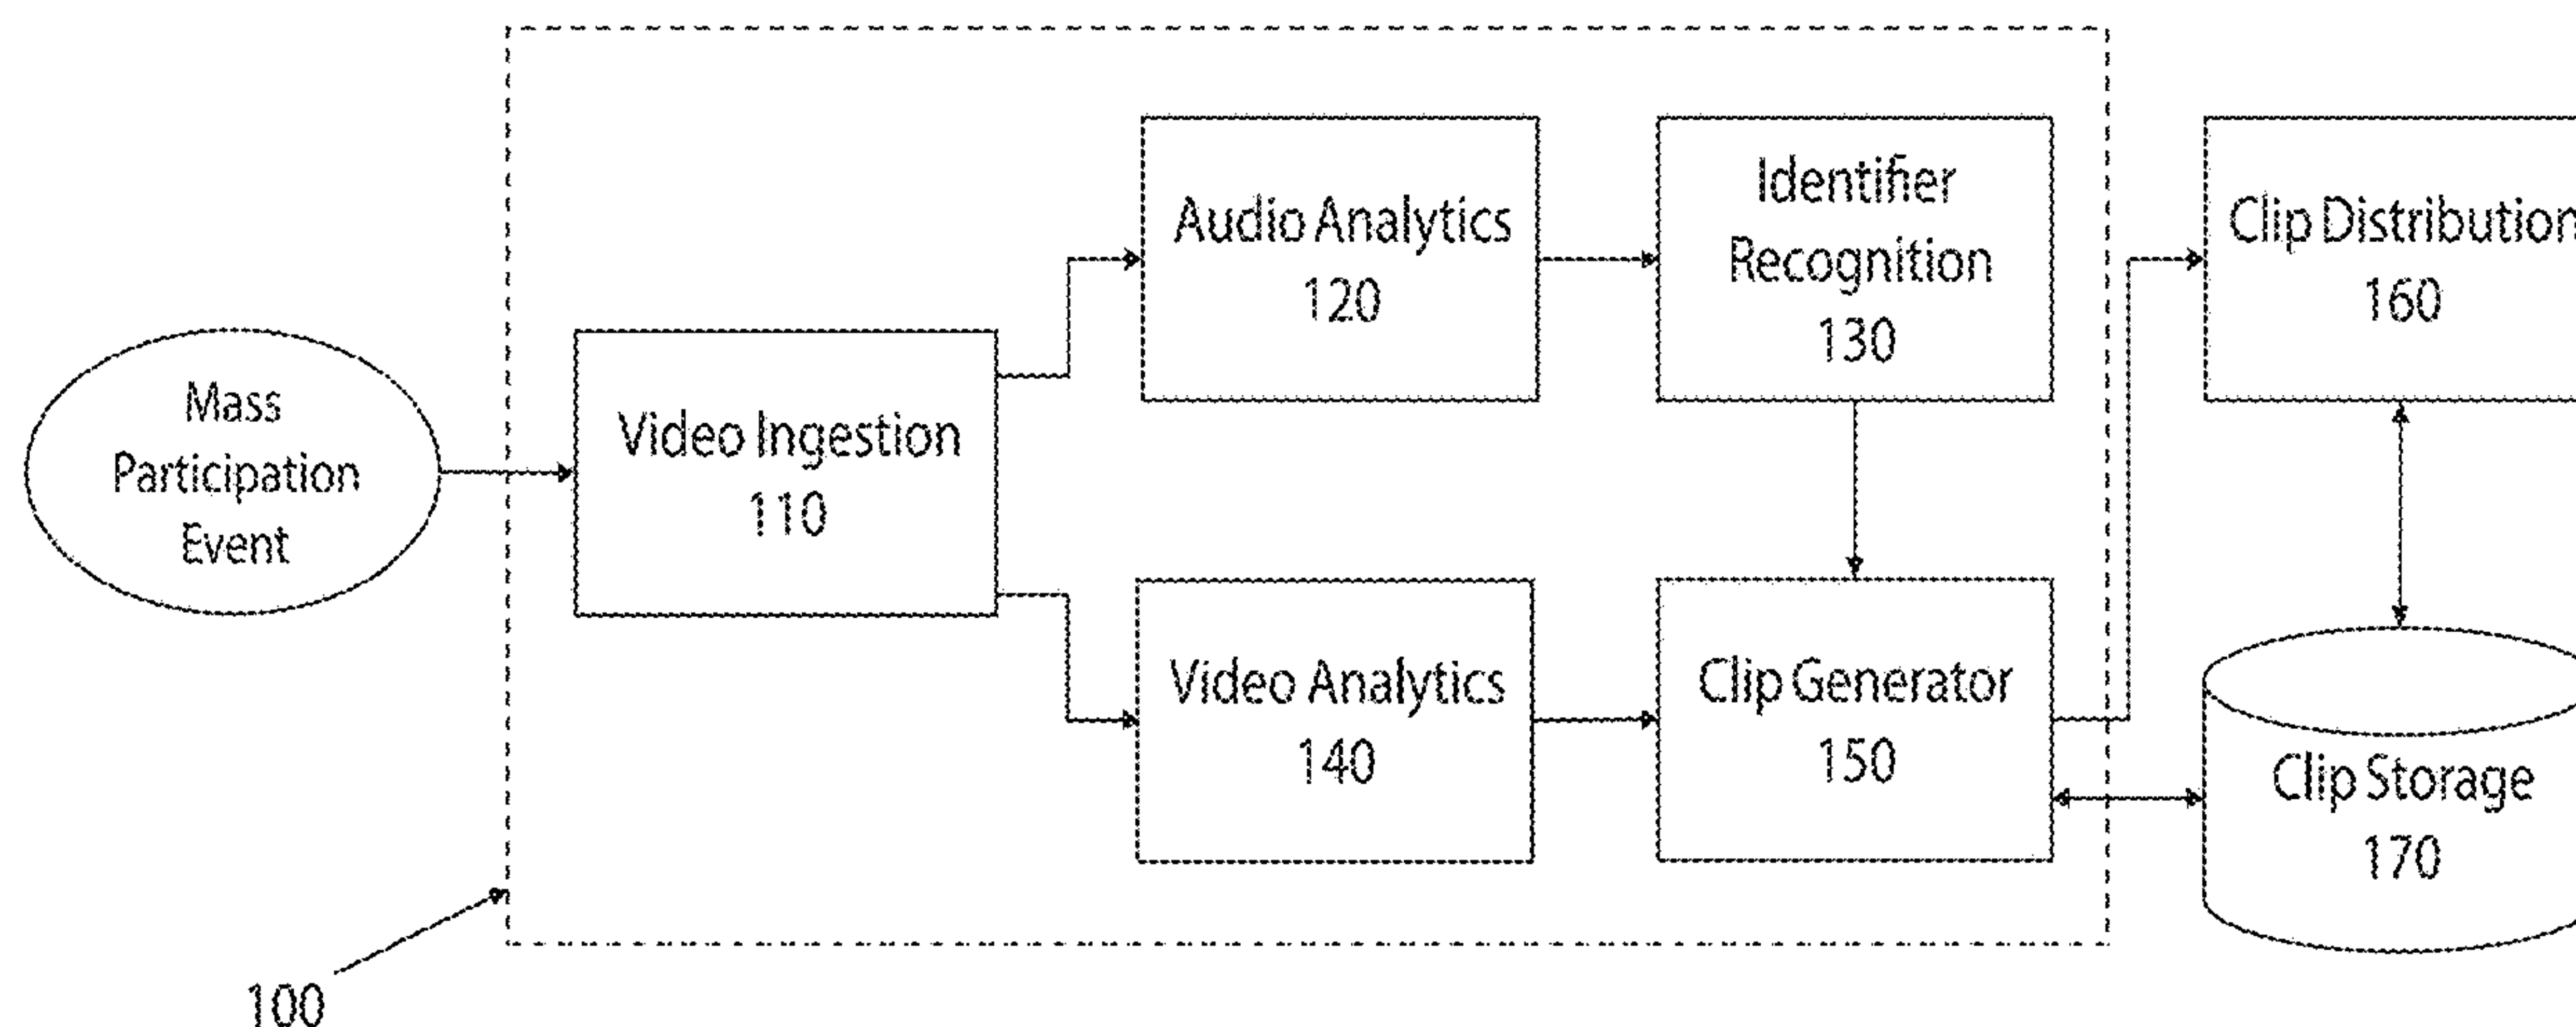 Mass
Participation
Event
Video Ingestion
110
Audio Analytics
120
Identifier
Recognition
130
Video Analytics
140
Clip Generator
150
Clip Distribution
160
Clip Storage
170
100